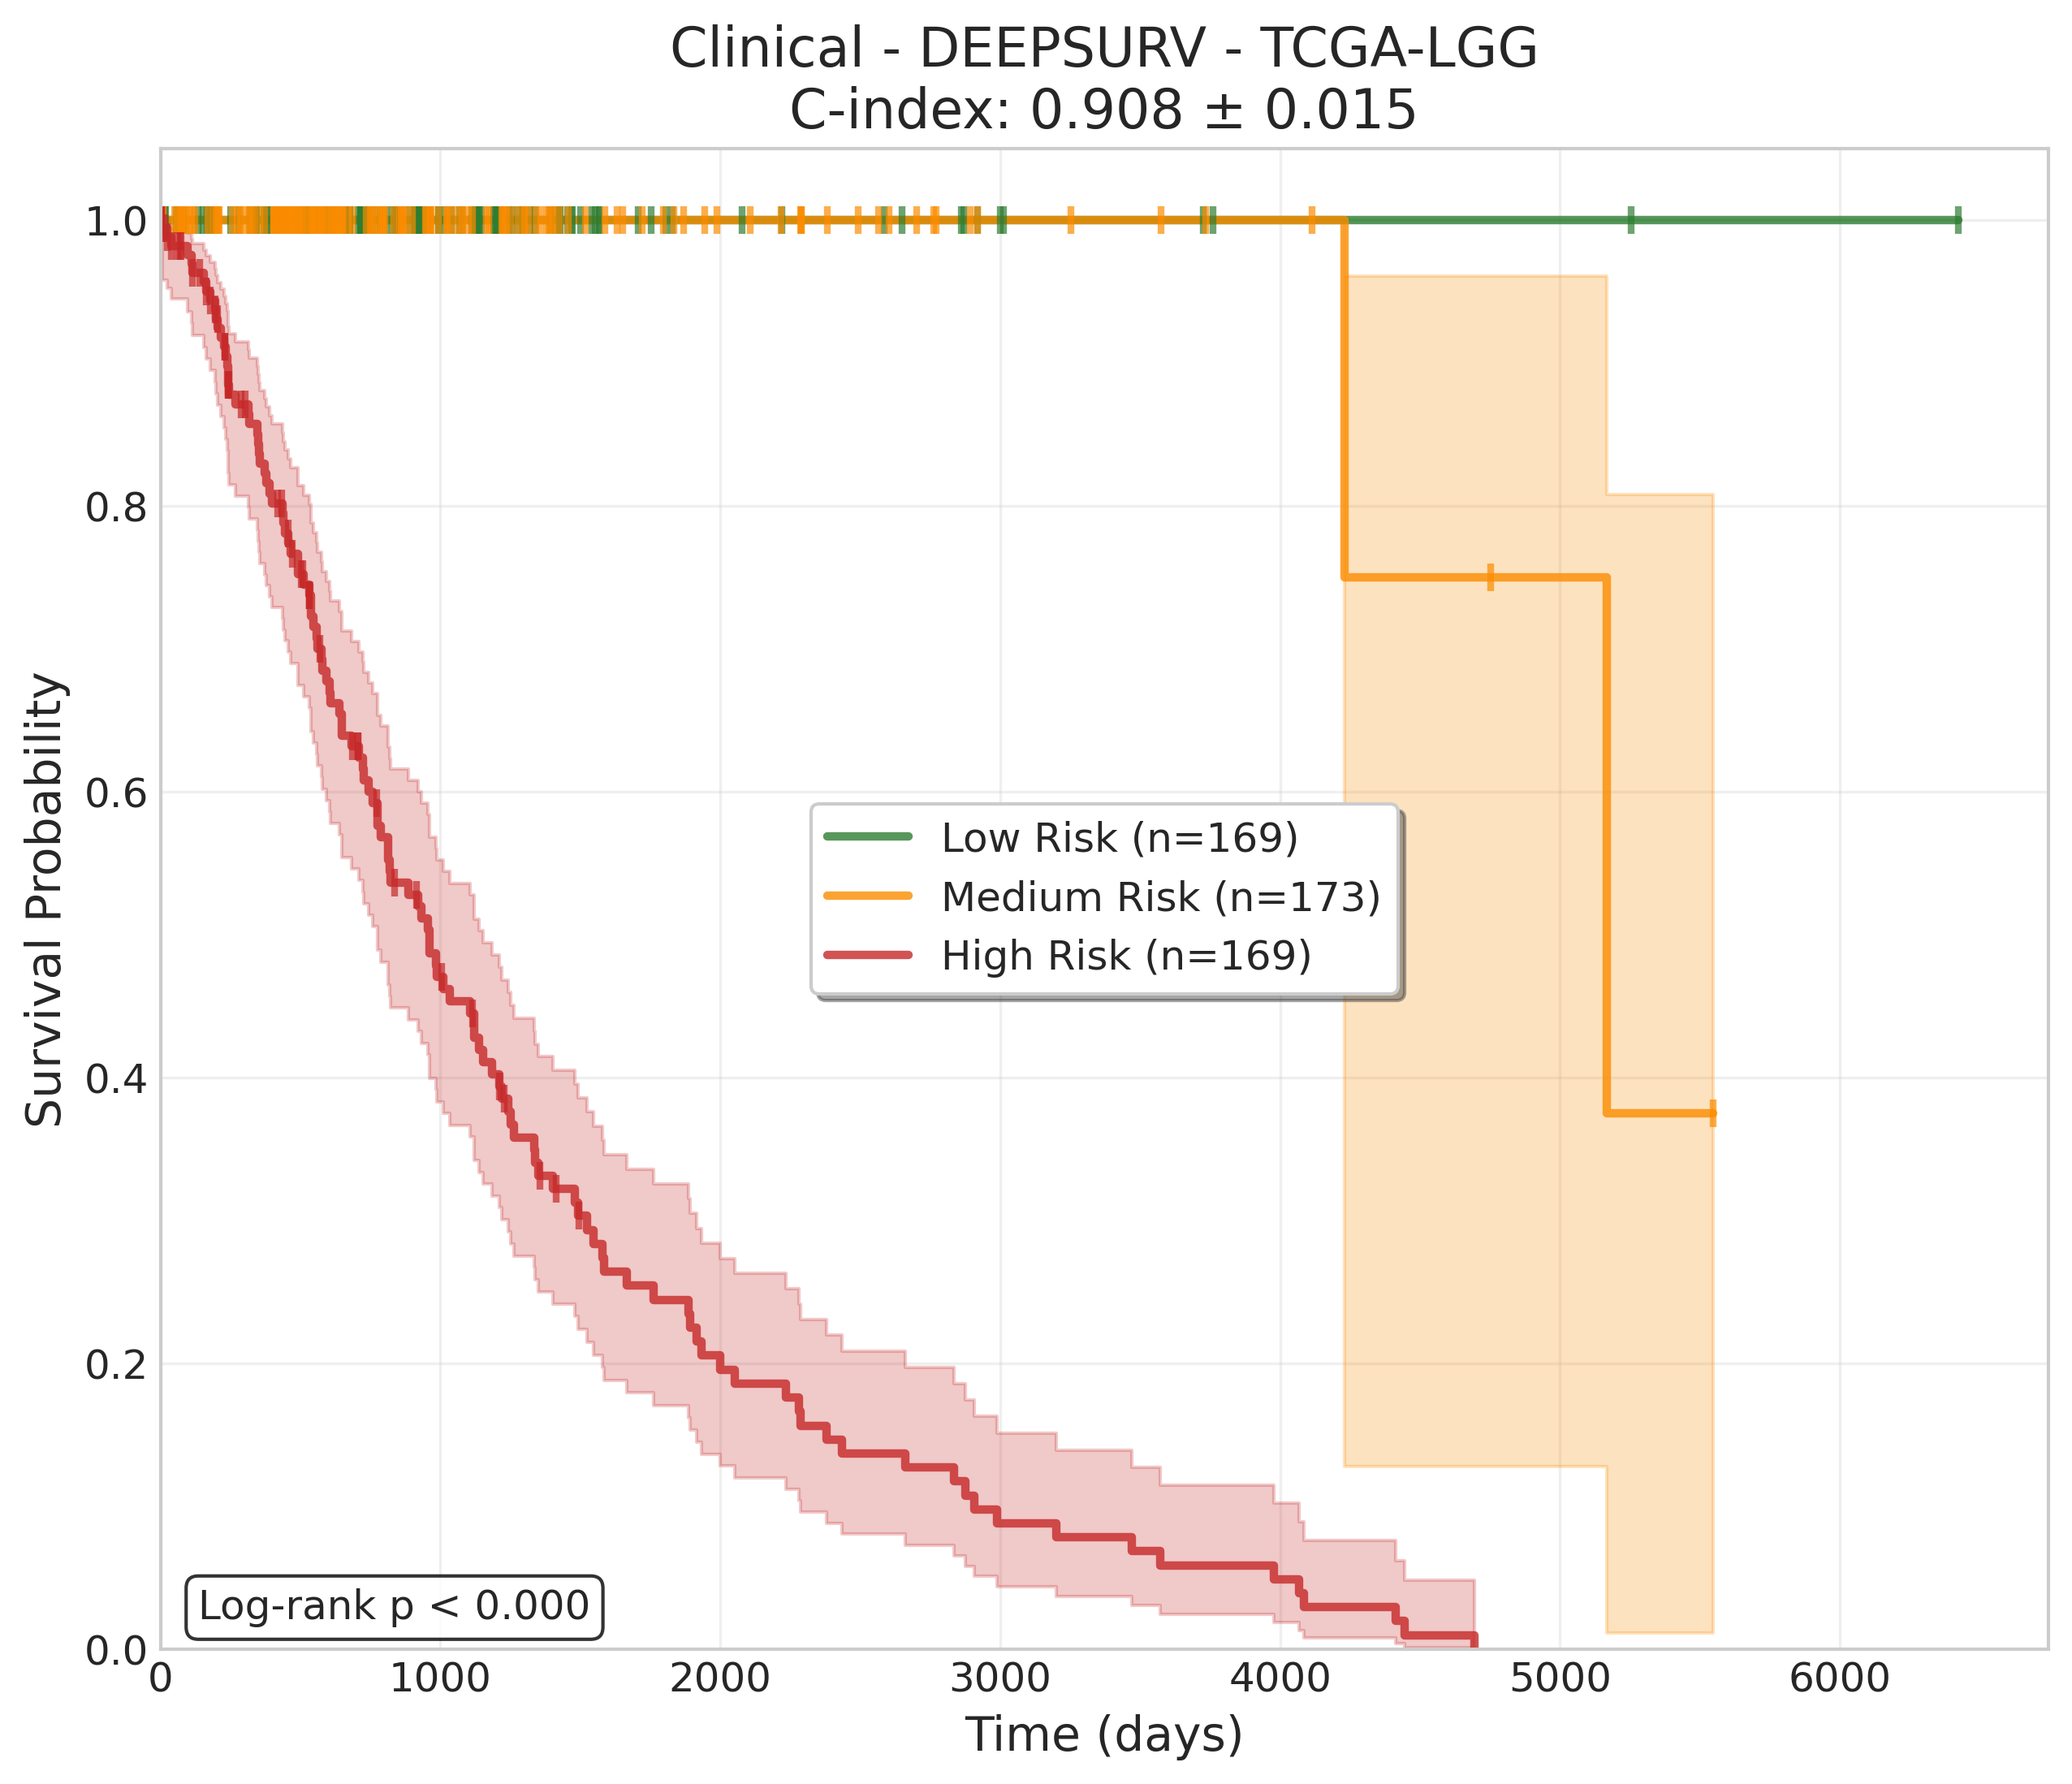 Clinical - DEEPSURV - TCGA-LGG
C-index: 0.908 ± 0.015
Survival Probability
1.0
0.8
0.6
0.4
0.2
0.0
Low Risk (n=169)
Medium Risk (n=173)
High Risk (n=169)
Log-rank p < 0.000
0 1000 2000 3000 4000 5000 6000
Time (days)